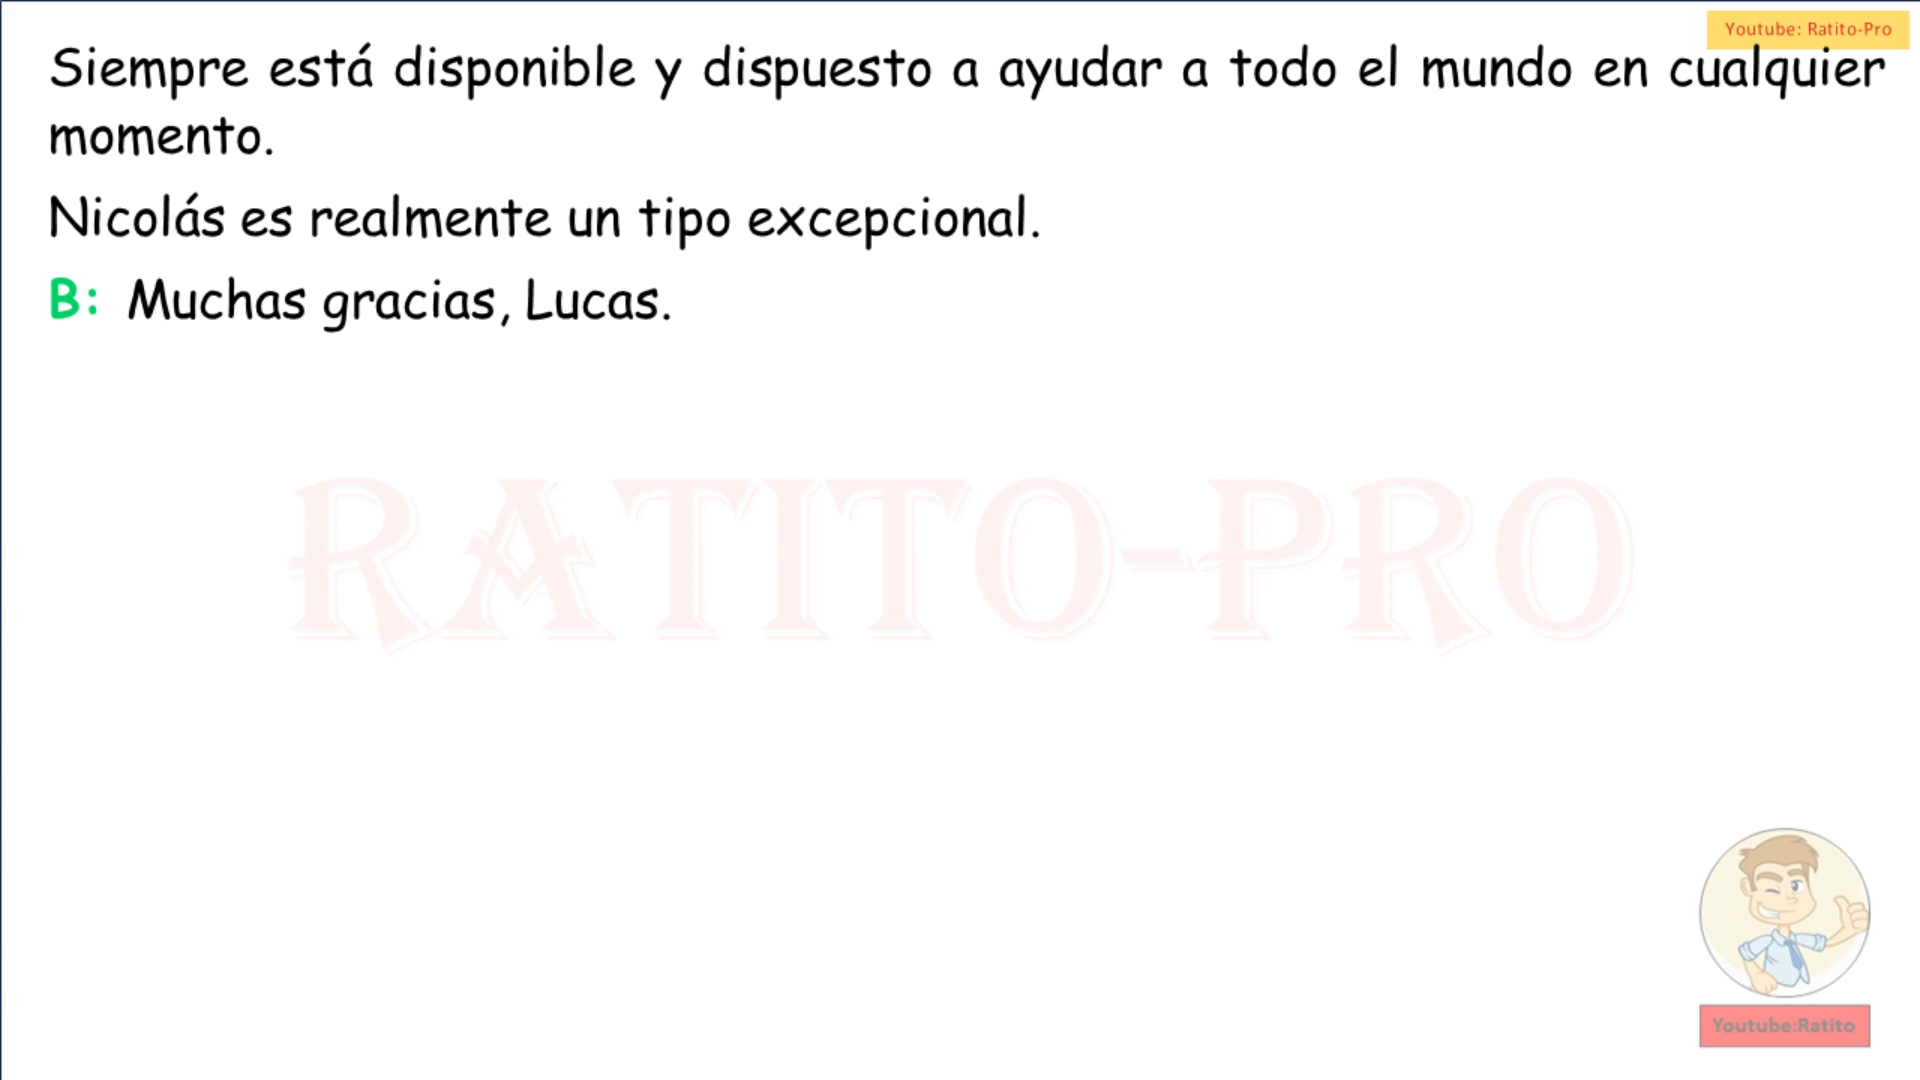 Youtube: Ratito-Pro
Siempre está disponible y dispuesto a ayudar a todo el mundo en cualquier
momento.
Nicolás es realmente un tipo excepcional.
B: Muchas gracias, Lucas.
RATITO-PRO
Youtube:Ratito